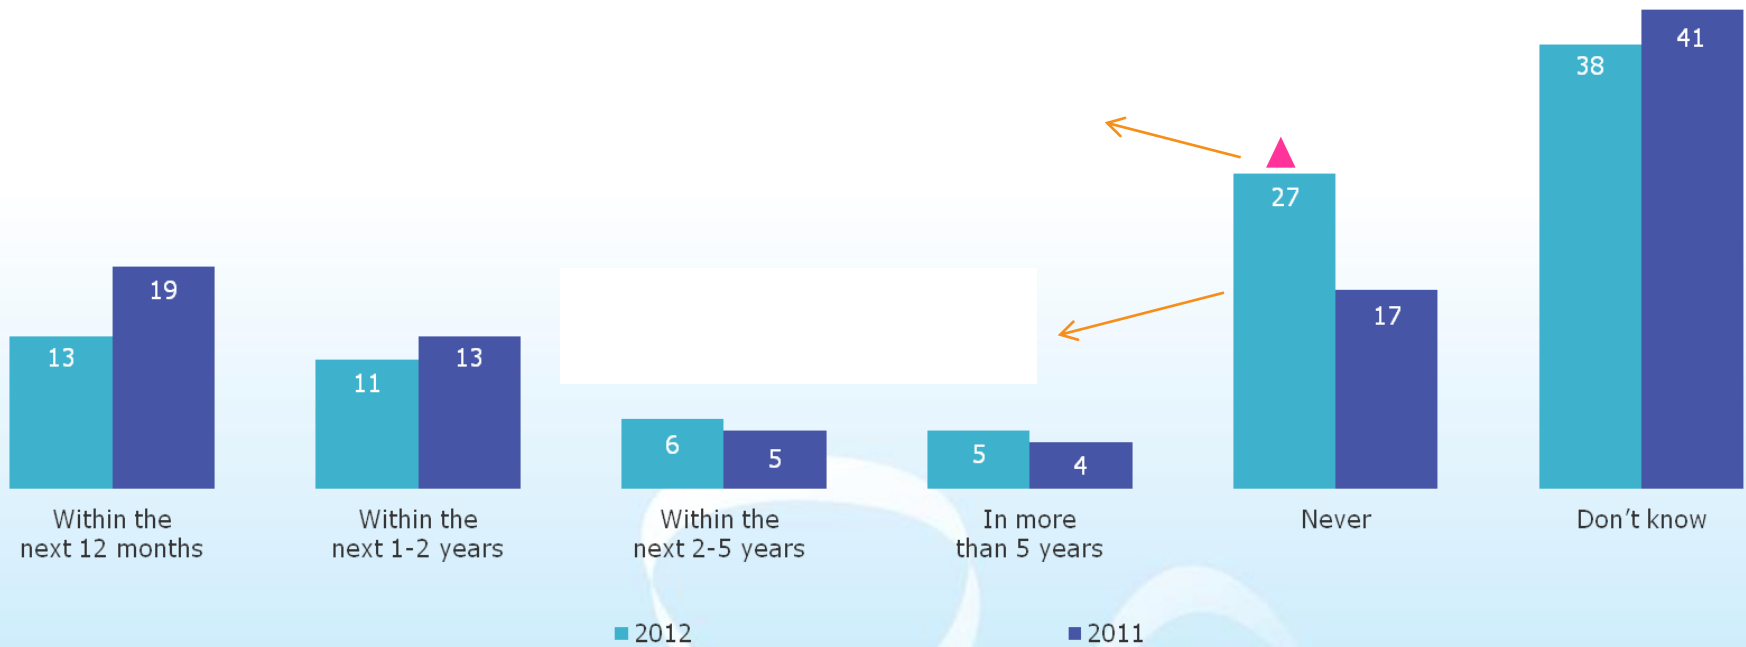 41
38
27
19
17
13
13
11
6
5
5
4
Within the
next 12 months
Within the
next 1-2 years
Within the
next 2-5 years
In more
than 5 years
Never
Don’t know
2012
2011